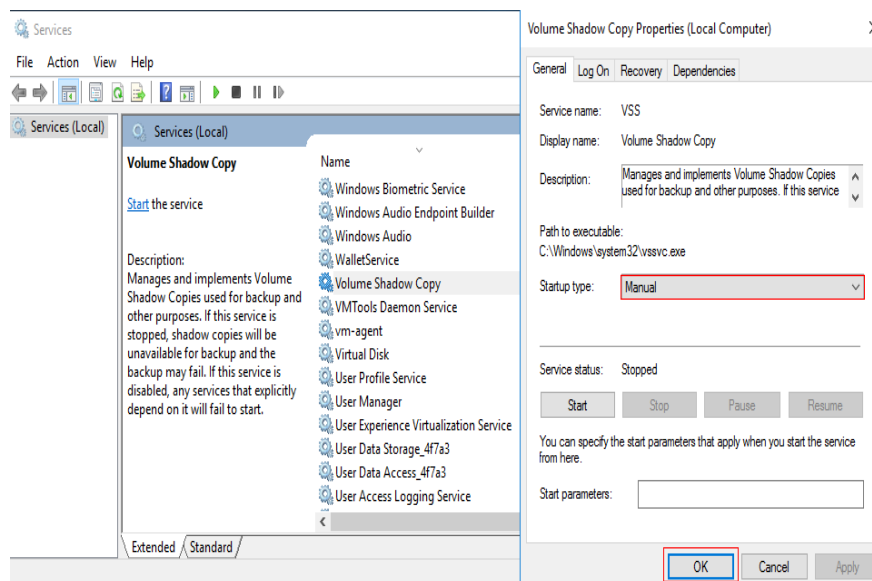 Services
File Action View Help
Services (Local)
Services (Local)
Volume Shadow Copy
Start the service
Description:
Manages and implements Volume
Shadow Copies used for backup and
other purposes. If this service is
stopped, shadow copies will be
unavailable for backup and the
backup may fail. If this service is
disabled, any services that explicitly
depend on it will fail to start.
Name
Windows Biometric Service
Windows Audio Endpoint Builder
Windows Audio
WalletService
Volume Shadow Copy
VMTools Daemon Service
vm-agent
Virtual Disk
User Profile Service
User Manager
User Experience Virtualization Service
User Data Storage_4f7a3
User Data Access_4f7a3
User Access Logging Service
Extended Standard
Volume Shadow Copy Properties (Local Computer)
General Log On Recovery Dependencies
Service name: VSS
Display name: Volume Shadow Copy
Description: Manages and implements Volume Shadow Copies
used for backup and other purposes. If this service
Path to executable:
C:\Windows\system32\vssvc.exe
Startup type: Manual
Service status: Stopped
Start Stop Pause Resume
You can specify the start parameters that apply when you start the service
from here.
Start parameters:
OK Cancel Apply